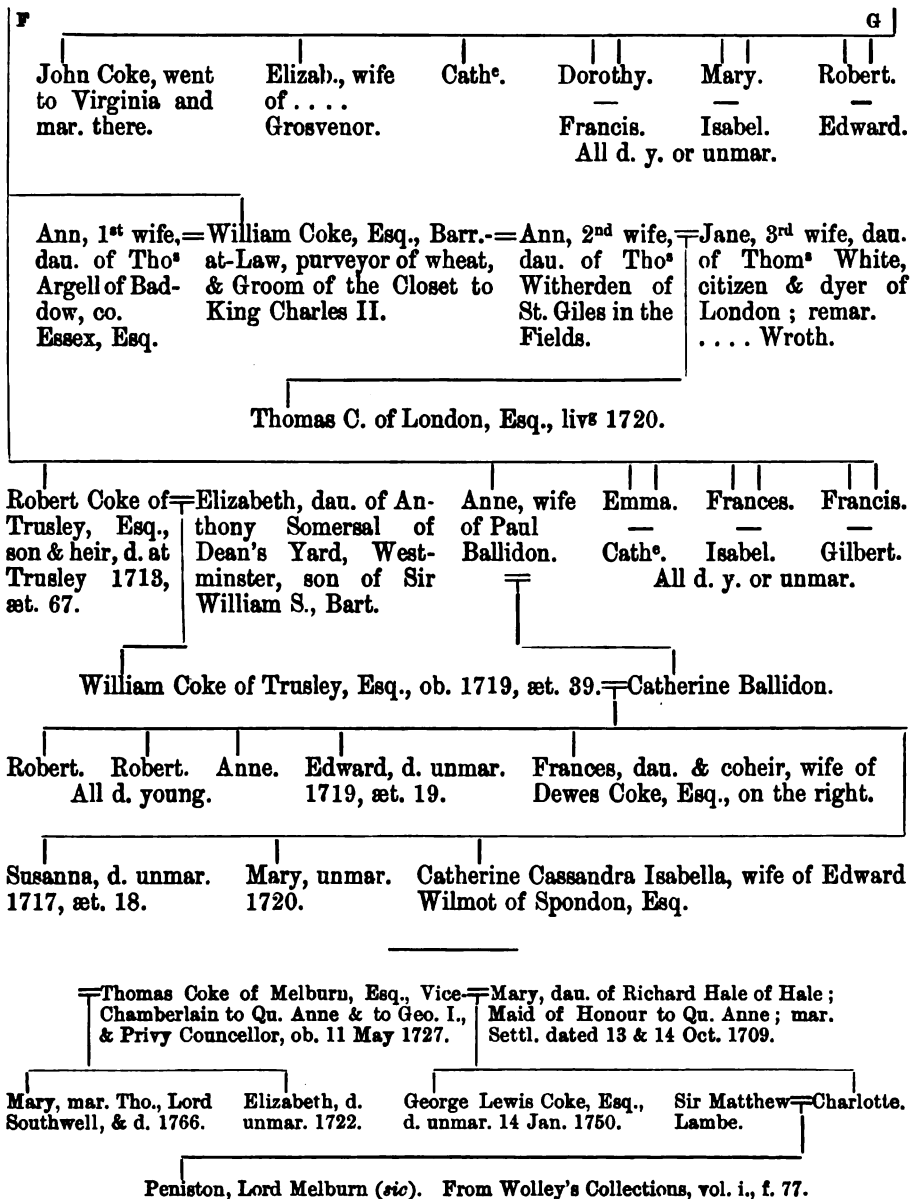 F G
John Coke, went
to Virginia and
mar. there.
Elizab., wife
of . . . .
Grosvenor.
Cathᵉ.
Dorothy.
—
Francis.
Mary.
—
Isabel.
Robert.
—
Edward.
All d. y. or unmar.
Ann, 1ˢᵗ wife,=
dau. of Thoˢ
Argell of Bad-
dow, co.
Essex, Esq.
William Coke, Esq., Barr.-=
at-Law, purveyor of wheat,
& Groom of the Closet to
King Charles II.
Ann, 2ⁿᵈ wife,=
dau. of Thoˢ
Witherden of
St. Giles in the
Fields.
Jane, 3ʳᵈ wife, dau.
of Thomˢ White,
citizen & dyer of
London ; remar.
. . . . Wroth.
Thomas C. of London, Esq., livᵍ 1720.
Robert Coke of=
Trusley, Esq.,
son & heir, d. at
Trusley 1713,
æt. 67.
Elizabeth, dau. of An-
thony Somersal of
Dean's Yard, West-
minster, son of Sir
William S., Bart.
Anne, wife
of Paul
Ballidon.
=
Emma.
—
Cathᵉ.
Frances.
—
Isabel.
Francis.
—
Gilbert.
All d. y. or unmar.
William Coke of Trusley, Esq., ob. 1719, æt. 39.=Catherine Ballidon.
Robert. Robert. Anne.
All d. young.
Edward, d. unmar.
1719, æt. 19.
Frances, dau. & coheir, wife of
Dewes Coke, Esq., on the right.
Susanna, d. unmar.
1717, æt. 18.
Mary, unmar.
1720.
Catherine Cassandra Isabella, wife of Edward
Wilmot of Spondon, Esq.
=Thomas Coke of Melburn, Esq., Vice-=
Chamberlain to Qu. Anne & to Geo. I.,
& Privy Councellor, ob. 11 May 1727.
Mary, dau. of Richard Hale of Hale ;
Maid of Honour to Qu. Anne ; mar.
Settl. dated 13 & 14 Oct. 1709.
Mary, mar. Tho., Lord
Southwell, & d. 1766.
Elizabeth, d.
unmar. 1722.
George Lewis Coke, Esq.,
d. unmar. 14 Jan. 1750.
Sir Matthew=Charlotte.
Lambe.
Peniston, Lord Melburn (sic). From Wolley's Collections, vol. i., f. 77.